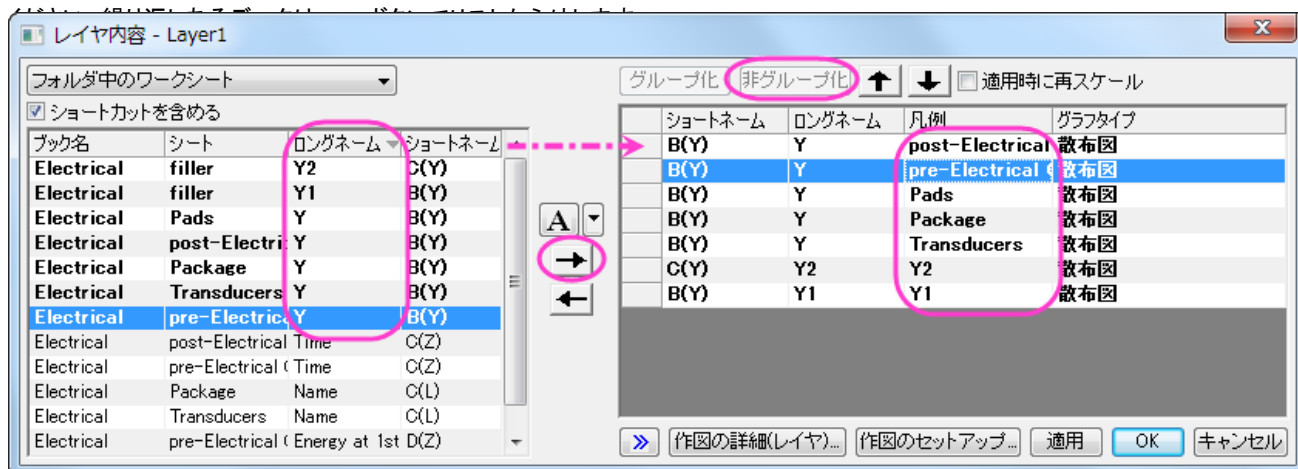 レイヤ内容 - Layer1
フォルダ中のワークシート
ショートカットを含める
グループ化 非グループ化 適用時に再スケール
ブック名 シート ロングネーム ショートネーム
Electrical filler Y2 C(Y)
Electrical filler Y1 B(Y)
Electrical Pads Y B(Y)
Electrical post-Electri Y B(Y)
Electrical Package Y B(Y)
Electrical Transducers Y B(Y)
Electrical pre-Electrica Y B(Y)
Electrical post-Electrical Time C(Z)
Electrical pre-Electrical ( Time C(Z)
Electrical Package Name C(L)
Electrical Transducers Name C(L)
Electrical pre-Electrical ( Energy at 1st D(Z)
A
ショートネーム ロングネーム 凡例 グラフタイプ
B(Y) Y post-Electrical 散布図
B(Y) Y pre-Electrical 散布図
B(Y) Y Pads 散布図
B(Y) Y Package 散布図
B(Y) Y Transducers 散布図
C(Y) Y2 Y2 散布図
B(Y) Y1 Y1 散布図
作図の詳細(レイヤ)... 作図のセットアップ... 適用 OK キャンセル